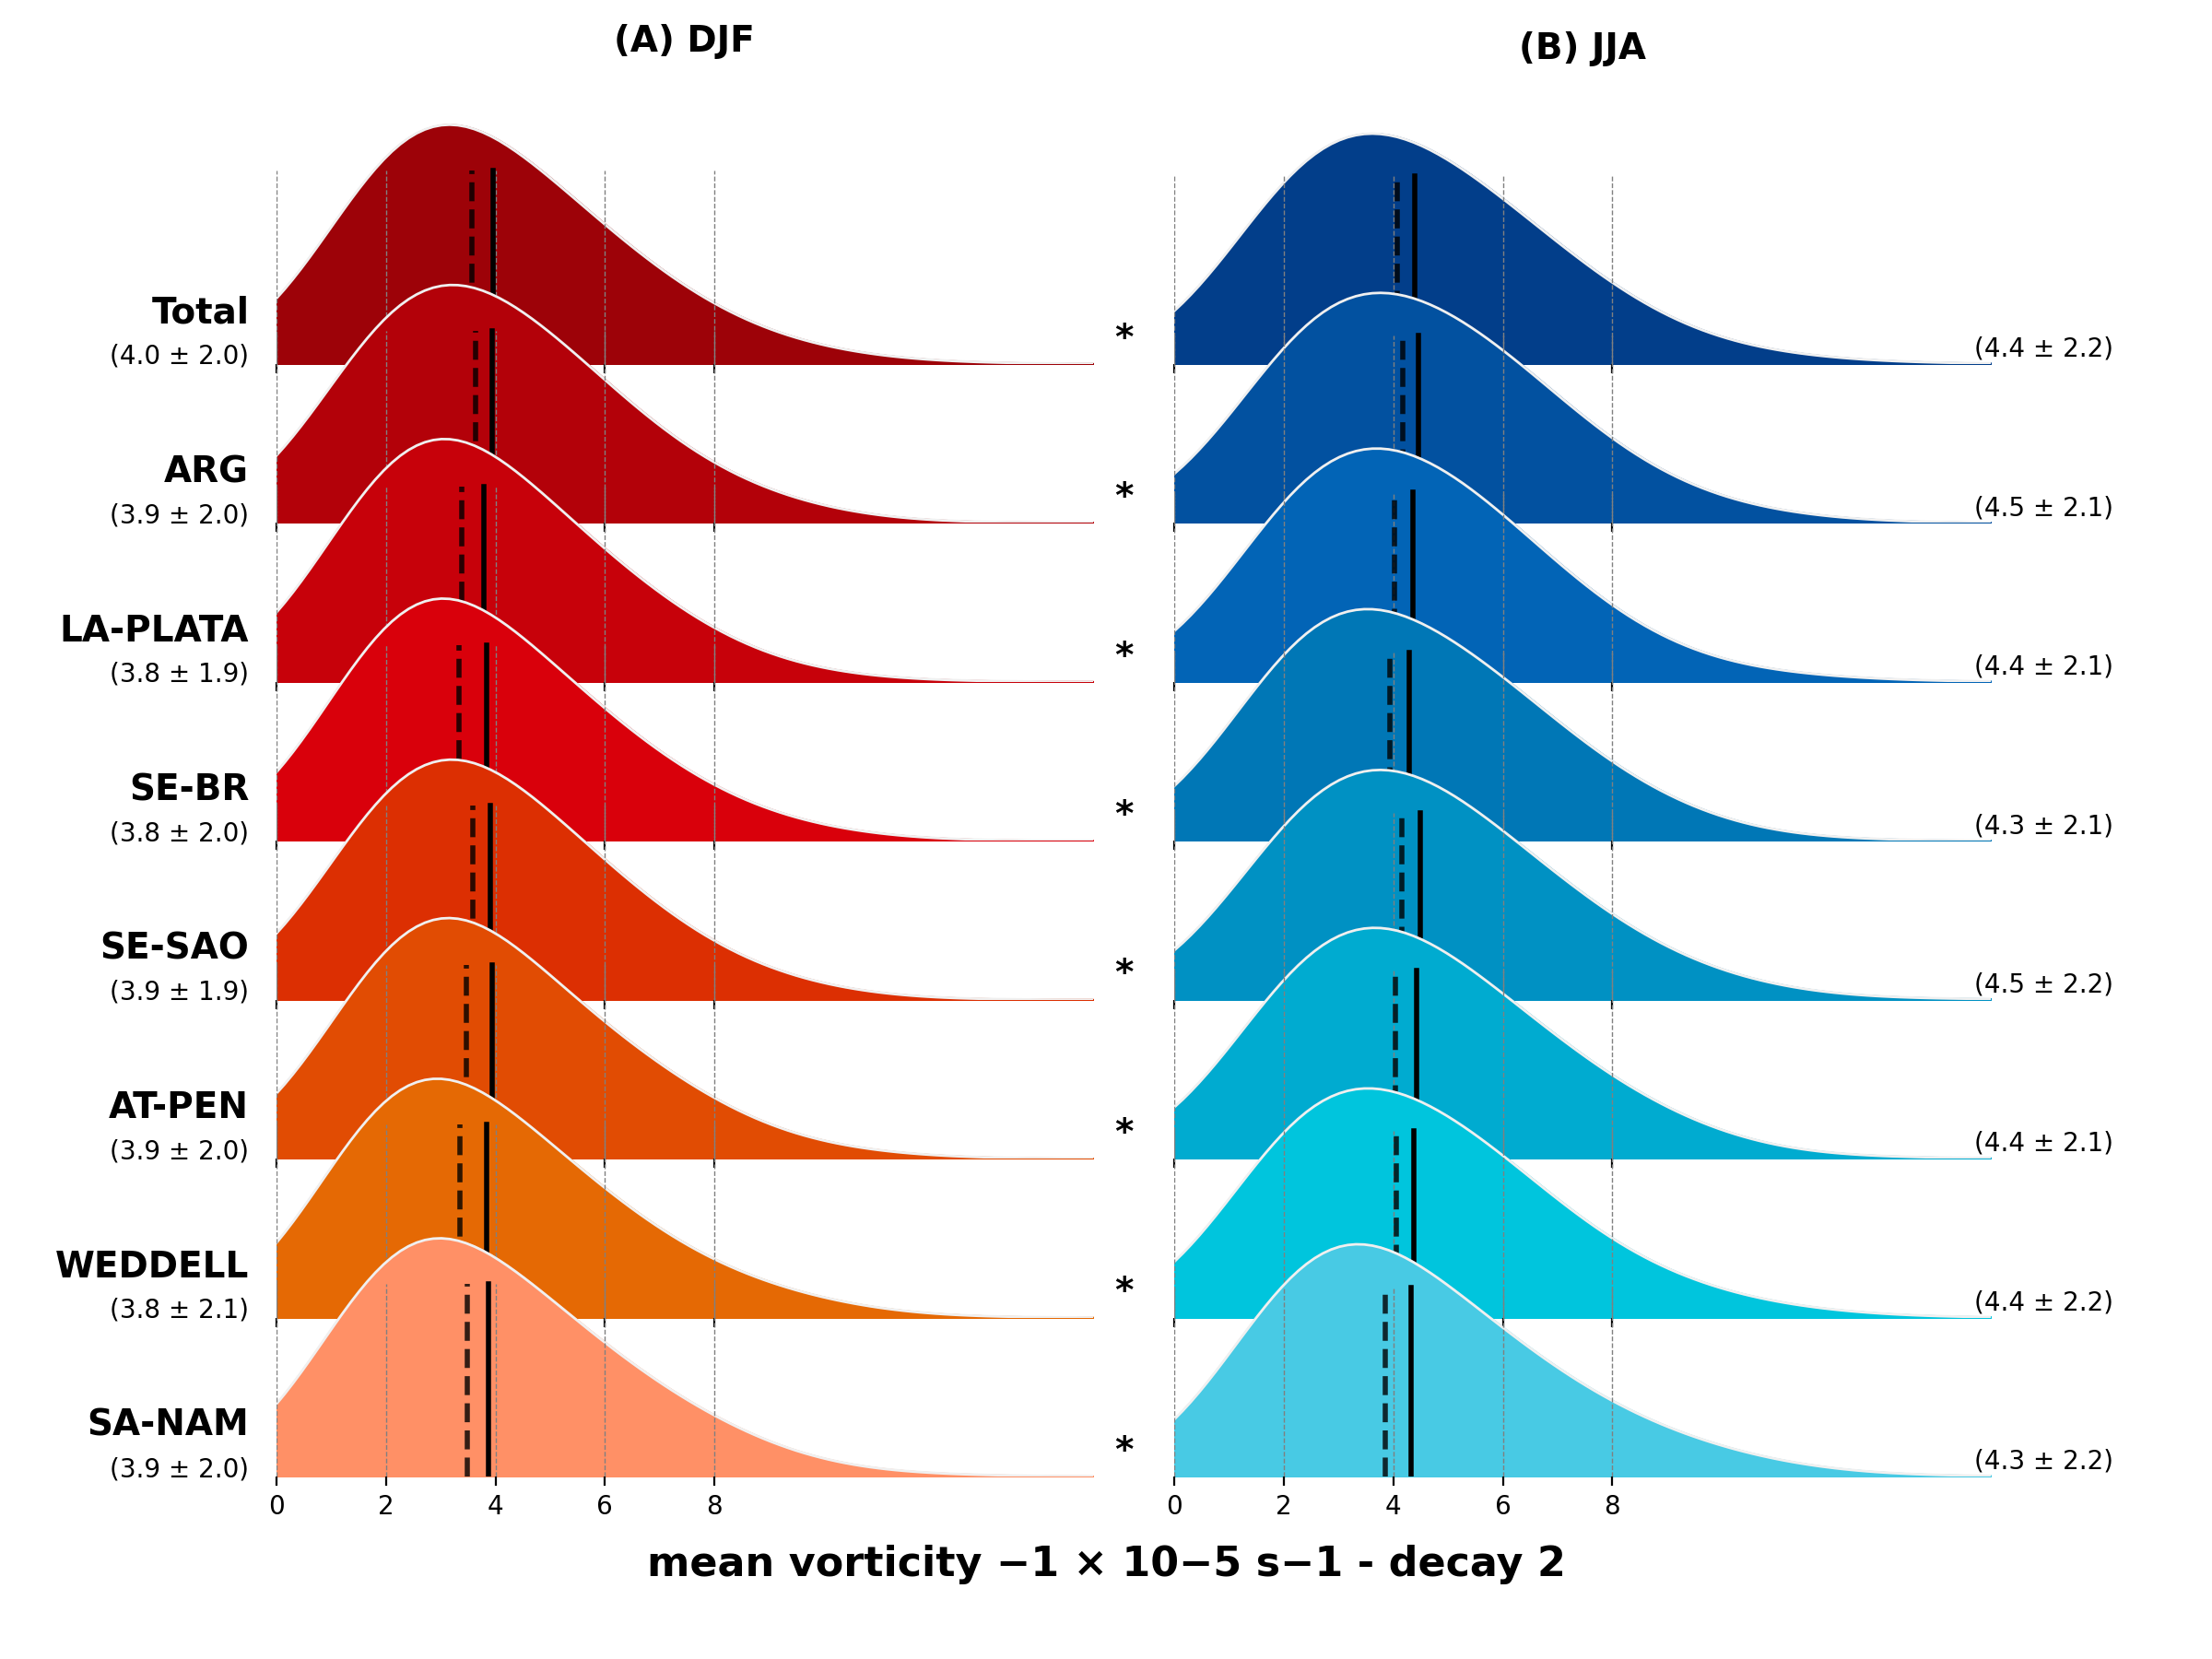 (A) DJF
(B) JJA
Total
(4.0 ± 2.0)
*
(4.4 ± 2.2)
ARG
(3.9 ± 2.0)
*
(4.5 ± 2.1)
LA-PLATA
(3.8 ± 1.9)
*
(4.4 ± 2.1)
SE-BR
(3.8 ± 2.0)
*
(4.3 ± 2.1)
SE-SAO
(3.9 ± 1.9)
*
(4.5 ± 2.2)
AT-PEN
(3.9 ± 2.0)
*
(4.4 ± 2.1)
WEDDELL
(3.8 ± 2.1)
*
(4.4 ± 2.2)
SA-NAM
(3.9 ± 2.0)
*
(4.3 ± 2.2)
0 2 4 6 8
0 2 4 6 8
mean vorticity −1 × 10−5 s−1 - decay 2